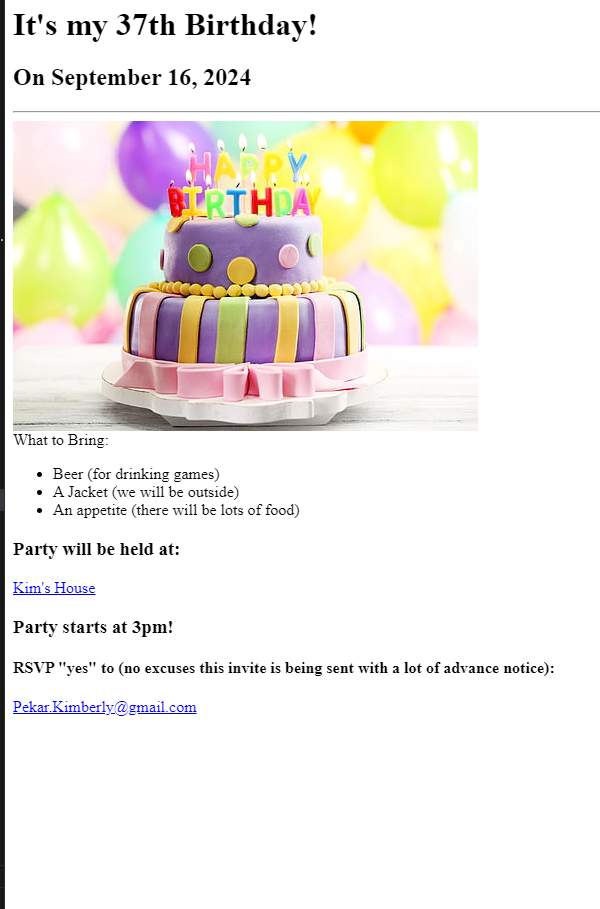 It's my 37th Birthday!
On September 16, 2024
HAPPY
BIRTHDAY
What to Bring:
Beer (for drinking games)
A Jacket (we will be outside)
An appetite (there will be lots of food)
Party will be held at:
Kim's House
Party starts at 3pm!
RSVP "yes" to (no excuses this invite is being sent with a lot of advance notice):
Pekar.Kimberly@gmail.com